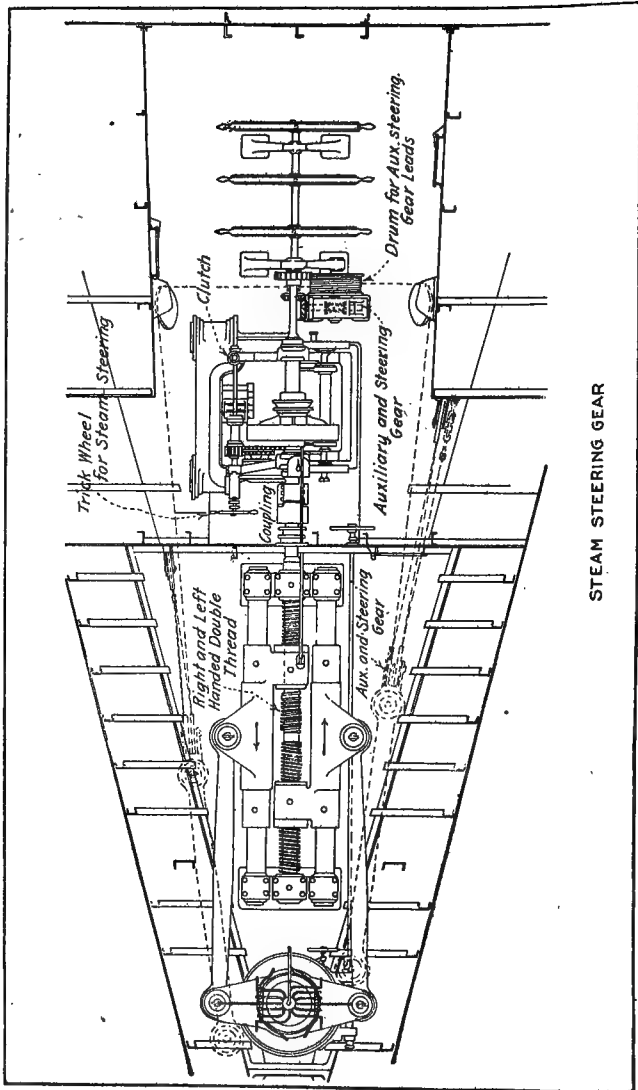 Trick Wheel
for Steam Steering
Clutch
Coupling
Right and Left
Handed Double
Thread
Drum for Aux. steering.
Gear Leads
Auxiliary and Steering
Gear
Aux. and Steering
Gear
STEAM STEERING GEAR